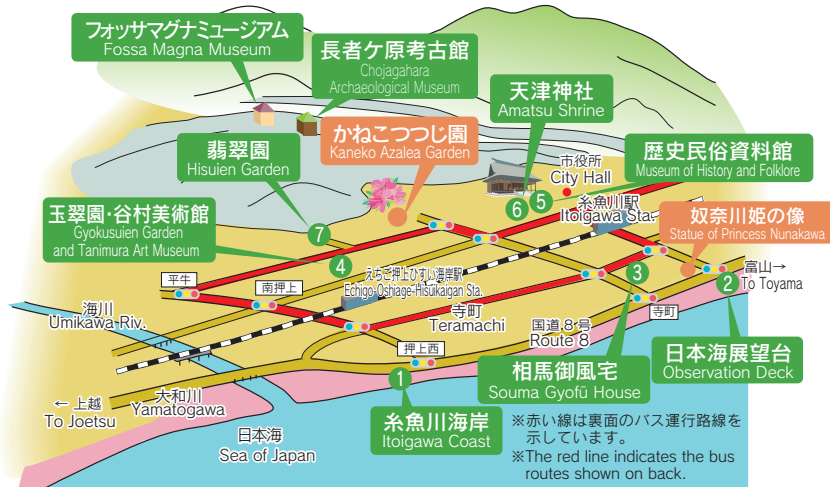 フォッサマグナミュージアム
Fossa Magna Museum
長者ケ原考古館
Chojagahara
Archaeological Museum
天津神社
Amatsu Shrine
翡翠園
Hisuien Garden
かねこつつじ園
Kaneko Azalea Garden
市役所
City Hall
歴史民俗資料館
Museum of History and Folklore
玉翠園・谷村美術館
Gyokusuien Garden
and Tanimura Art Museum
糸魚川駅
Itoigawa Sta.
奴奈川姫の像
Statue of Princess Nunakawa
5
6
7
4
3
2
1
平牛
南押上
えちご押上ひすい海岸駅
Echigo-Oshiage-Hisuikaigan Sta.
富山→
To Toyama
海川
Umikawa Riv.
寺町
Teramachi
寺町
国道8号
Route 8
押上西
日本海展望台
Observation Deck
相馬御風宅
Souma Gyofū House
← 上越
To Joetsu
大和川
Yamatogawa
糸魚川海岸
Itoigawa Coast
日本海
Sea of Japan
※赤い線は裏面のバス運行路線を
示しています。
※The red line indicates the bus
routes shown on back.